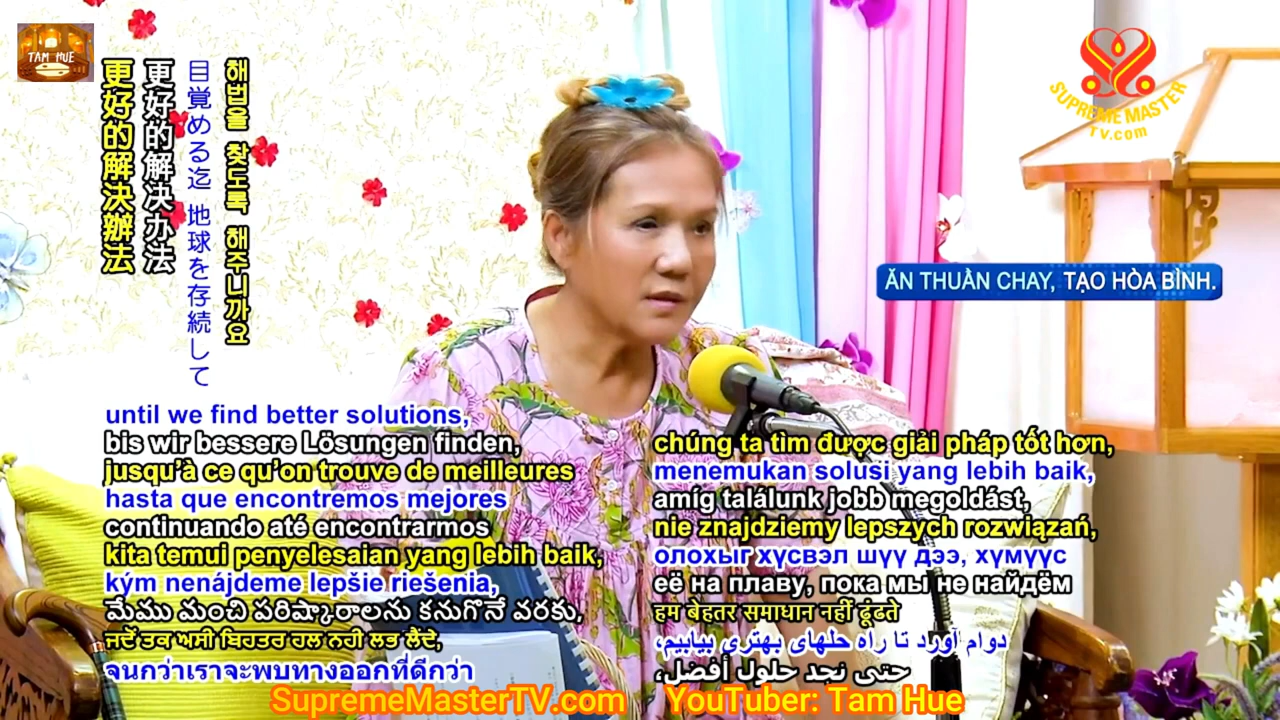 TAM HUE
更好的解決辦法
更好的解决办法
目覚める迄 地球を存続して
해법을 찾도록 해주니까요
SUPREME MASTER
TV.com
ĂN THUẦN CHAY, TẠO HÒA BÌNH.
until we find better solutions,
bis wir bessere Lösungen finden,
jusqu'à ce qu'on trouve de meilleures
hasta que encontremos mejores
continuando até encontrarmos
kita temui penyelesaian yang lebih baik,
kým nenájdeme lepšie riešenia,
మేము మంచి పరిష్కారాలను కనుగొనే వరకు,
ਜਦੋਂ ਤਕ ਅਸੀ ਬਿਹਤਰ ਹਲ ਨਹੀ ਲਭ ਲੈਂਦੇ,
จนกว่าเราจะพบทางออกที่ดีกว่า
chúng ta tìm được giải pháp tốt hơn,
menemukan solusi yang lebih baik,
amíg találunk jobb megoldást,
nie znajdziemy lepszych rozwiązań,
олохыг хүсвэл шүү дээ, хүмүүс
её на плаву, пока мы не найдём
हम बेहतर समाधान नहीं ढूंढते
دوام آورد تا راه حلهای بهتری بیابیم،
حتى نجد حلول أفضل،
SupremeMasterTV.com YouTuber: Tam Hue